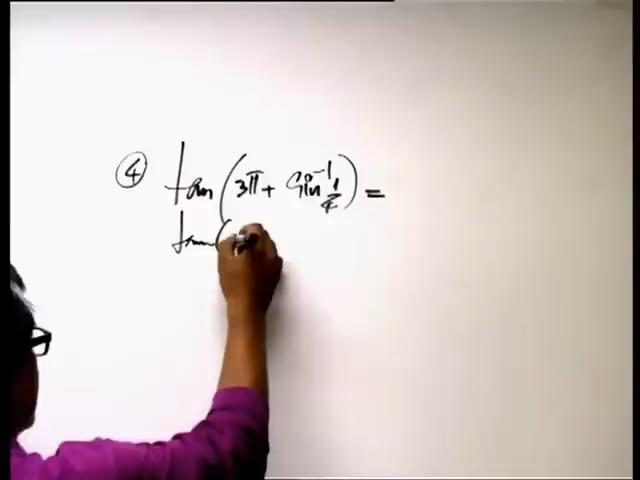 ④ tan(3π + Sin⁻¹ 1/4) =
tan(